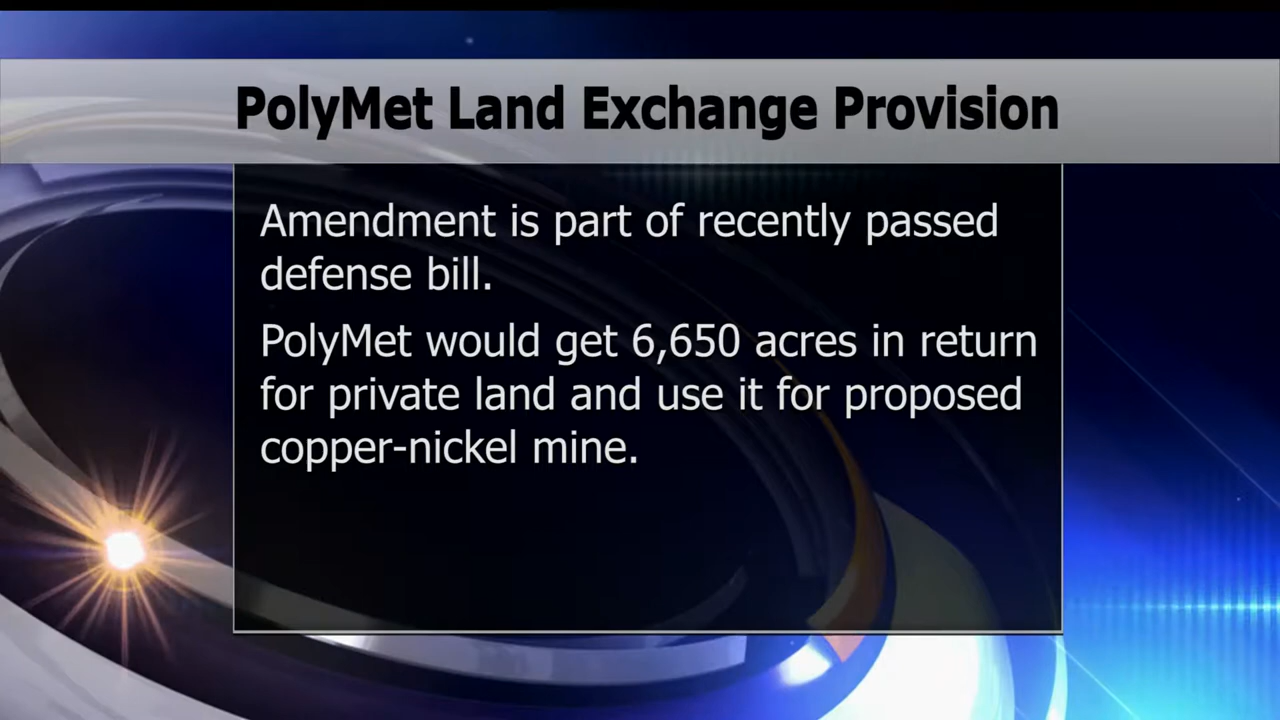 PolyMet Land Exchange Provision
Amendment is part of recently passed
defense bill.
PolyMet would get 6,650 acres in return
for private land and use it for proposed
copper-nickel mine.